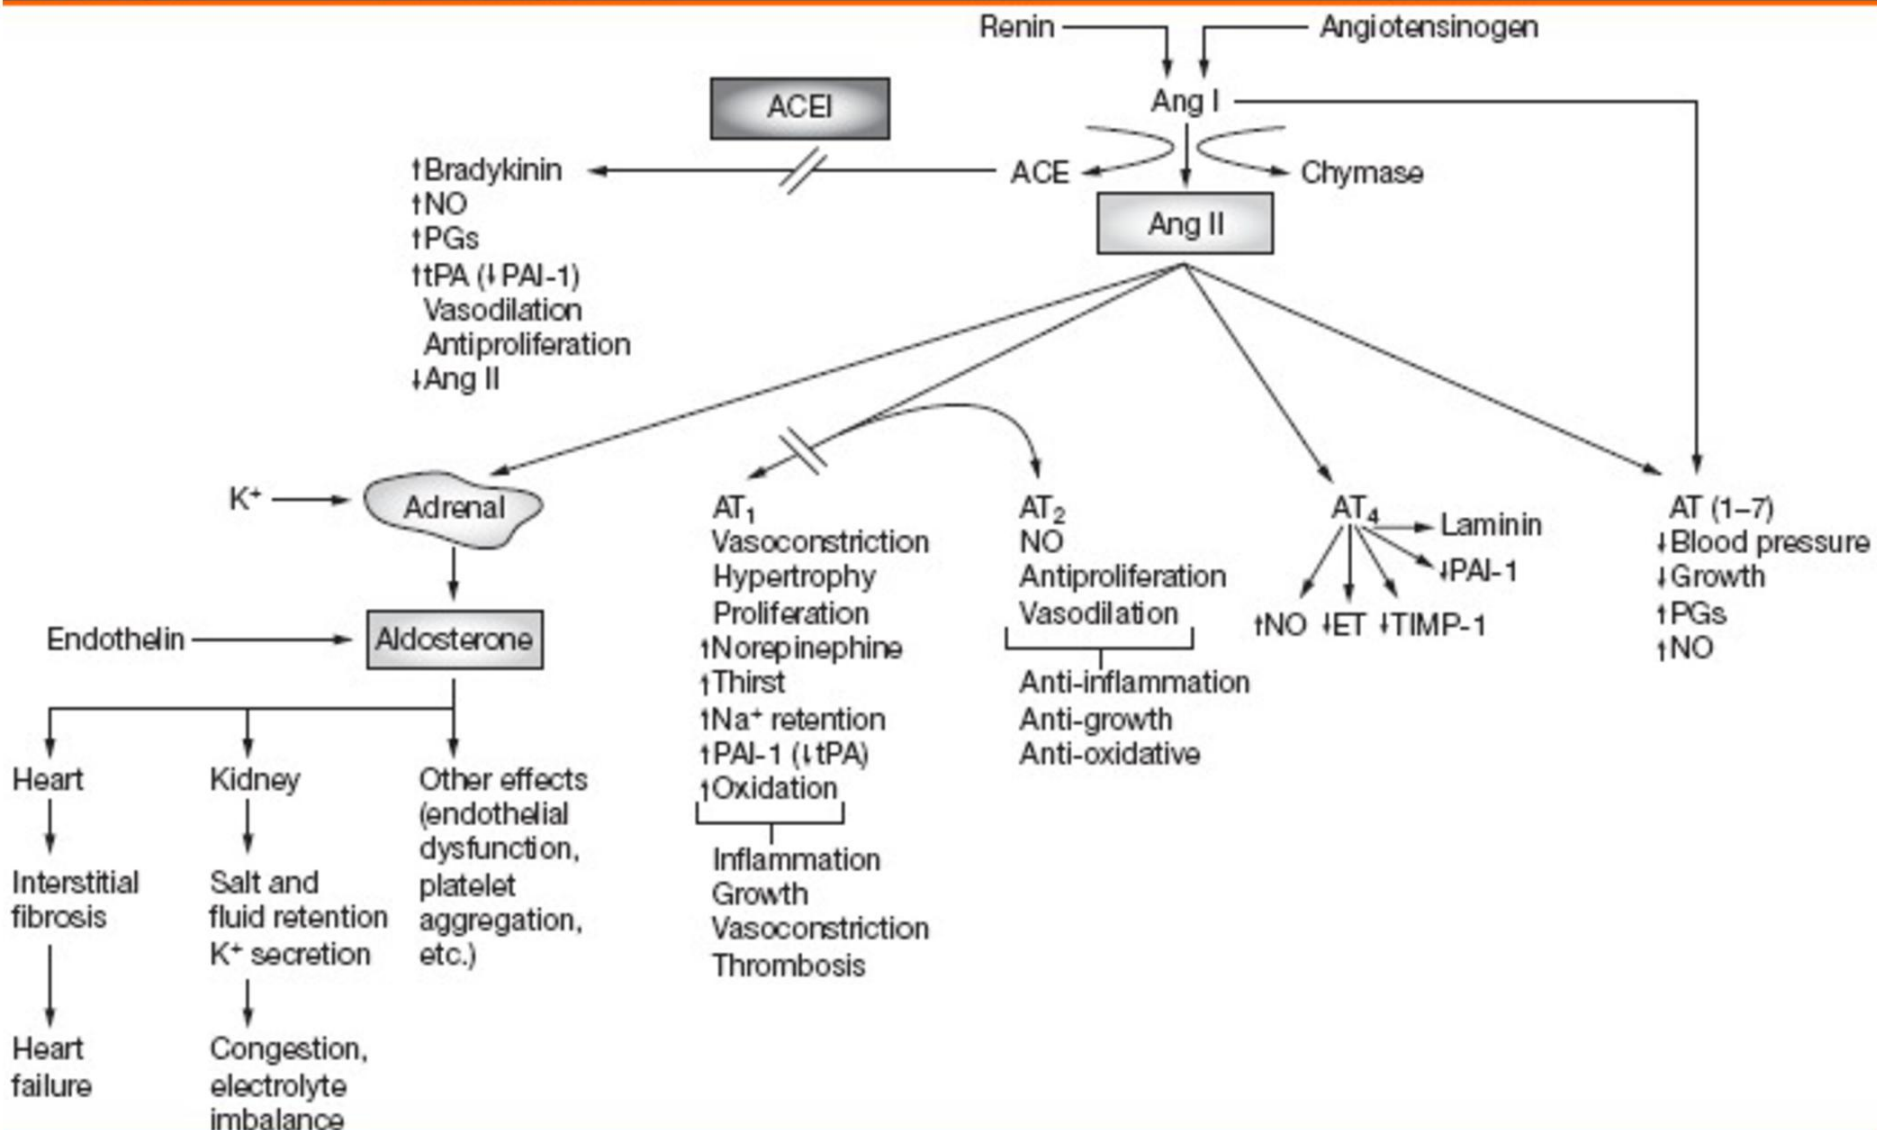 Renin
Angiotensinogen
ACEI
Ang I
ACE
Chymase
Ang II
↑Bradykinin
↑NO
↑PGs
↑tPA (↓PAI-1)
Vasodilation
Antiproliferation
↓Ang II
K⁺
Adrenal
Endothelin
Aldosterone
Heart
Interstitial
fibrosis
Heart
failure
Kidney
Salt and
fluid retention
K⁺ secretion
Congestion,
electrolyte
imbalance
Other effects
(endothelial
dysfunction,
platelet
aggregation,
etc.)
AT₁
Vasoconstriction
Hypertrophy
Proliferation
↑Norepinephine
↑Thirst
↑Na⁺ retention
↑PAI-1 (↓tPA)
↑Oxidation
Inflammation
Growth
Vasoconstriction
Thrombosis
AT₂
NO
Antiproliferation
Vasodilation
Anti-inflammation
Anti-growth
Anti-oxidative
AT₄
Laminin
↓PAI-1
↑NO ↓ET ↓TIMP-1
AT (1–7)
↓Blood pressure
↓Growth
↑PGs
↑NO